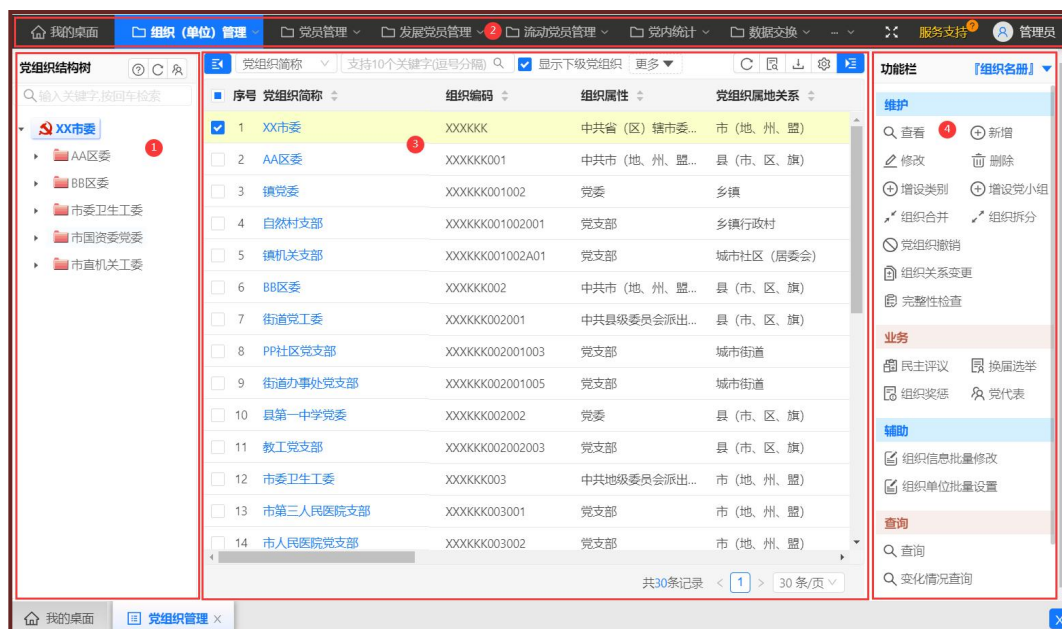 我的桌面 组织（单位）管理 党员管理 发展党员管理 2 流动党员管理 党内统计 数据交换 ... 服务支持 ? 8 管理员
党组织结构树
输入关键字,按回车检索
XX市委
1
AA区委
BB区委
市委卫生工委
市国资委党委
市直机关工委
党组织简称 支持10个关键字(逗号分隔) 显示下级党组织 更多▼
序号 党组织简称 组织编码 组织属性 党组织属地关系
1 XX市委 XXXKKK 中共省（区）辖市委... 市（地、州、盟）
3
2 AA区委 XXXKKK001 中共市（地、州、盟... 县（市、区、旗）
3 镇党委 XXXKKK001002 党委 乡镇
4 自然村支部 XXXKKK001002001 党支部 乡镇行政村
5 镇机关支部 XXXKKK001002A01 党支部 城市社区（居委会）
6 BB区委 XXXKKK002 中共市（地、州、盟... 县（市、区、旗）
7 街道党工委 XXXKKK002001 中共县级委员会派出... 县（市、区、旗）
8 PP社区党支部 XXXKKK002001003 党支部 城市街道
9 街道办事处党支部 XXXKKK002001005 党支部 城市街道
10 县第一中学党委 XXXKKK002002 党委 县（市、区、旗）
11 教工党支部 XXXKKK002002003 党支部 县（市、区、旗）
12 市委卫生工委 XXXKKK003 中共地级委员会派出... 市（地、州、盟）
13 市第三人民医院支部 XXXKKK003001 党支部 市（地、州、盟）
14 市人民医院党支部 XXXKKK003002 党支部 市（地、州、盟）
共30条记录 < 1 > 30 条/页
功能栏 『组织名册』▼
维护
查看 4 新增
修改 删除
增设类别 增设党小组
组织合并 组织拆分
党组织撤销
组织关系变更
完整性检查
业务
民主评议 换届选举
组织奖惩 党代表
辅助
组织信息批量修改
组织单位批量设置
查询
查询
变化情况查询
我的桌面 党组织管理 ×